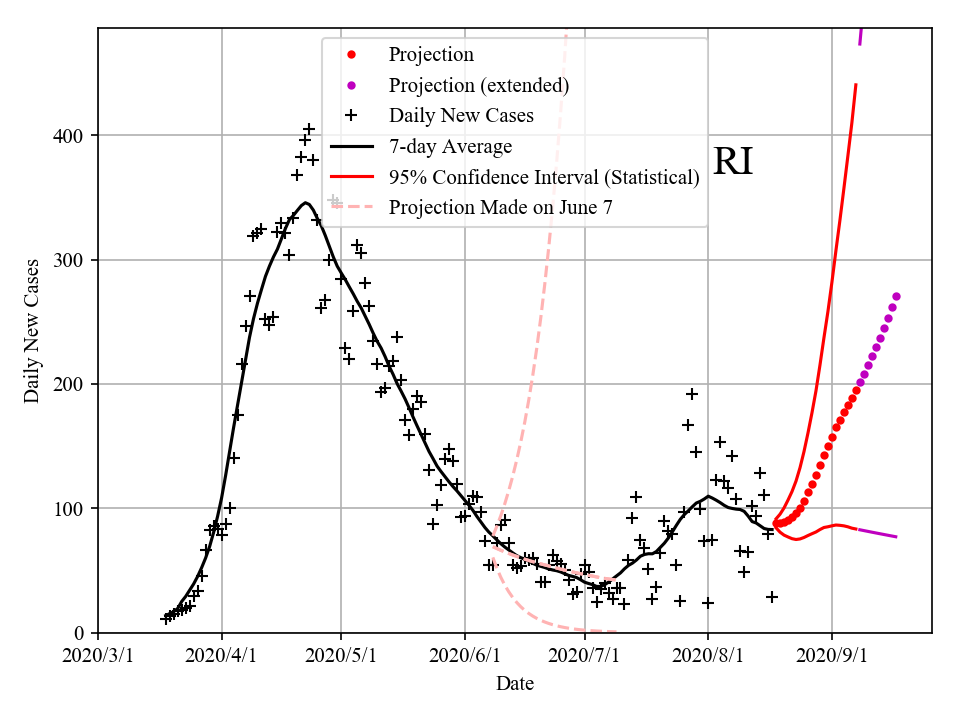 Projection
Projection (extended)
Daily New Cases
7-day Average
95% Confidence Interval (Statistical)
Projection Made on June 7
RI
400
300
200
100
0
Daily New Cases
2020/3/1 2020/4/1 2020/5/1 2020/6/1 2020/7/1 2020/8/1 2020/9/1
Date